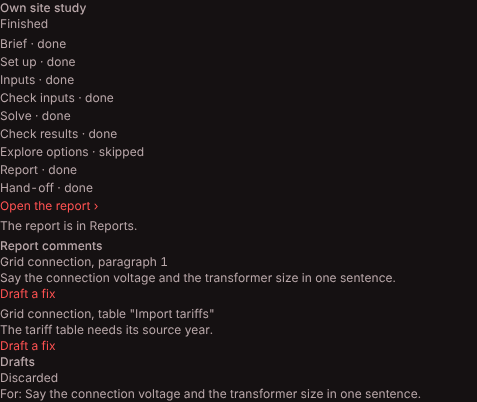 Own site study
Finished
Brief · done
Set up · done
Inputs · done
Check inputs · done
Solve · done
Check results · done
Explore options · skipped
Report · done
Hand-off · done
Open the report ›
The report is in Reports.
Report comments
Grid connection, paragraph 1
Say the connection voltage and the transformer size in one sentence.
Draft a fix
Grid connection, table "Import tariffs"
The tariff table needs its source year.
Draft a fix
Drafts
Discarded
For: Say the connection voltage and the transformer size in one sentence.